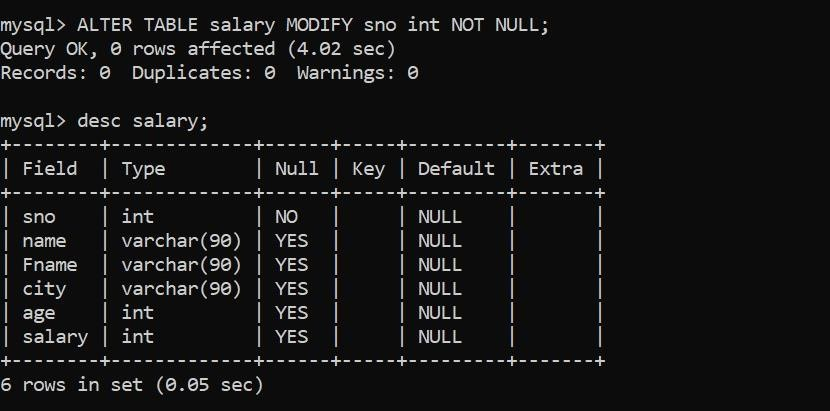 mysql> ALTER TABLE salary MODIFY sno int NOT NULL;
Query OK, 0 rows affected (4.02 sec)
Records: 0  Duplicates: 0  Warnings: 0

mysql> desc salary;
+--------+-------------+------+-----+---------+-------+
| Field  | Type        | Null | Key | Default | Extra |
+--------+-------------+------+-----+---------+-------+
| sno    | int         | NO   |     | NULL    |       |
| name   | varchar(90) | YES  |     | NULL    |       |
| Fname  | varchar(90) | YES  |     | NULL    |       |
| city   | varchar(90) | YES  |     | NULL    |       |
| age    | int         | YES  |     | NULL    |       |
| salary | int         | YES  |     | NULL    |       |
+--------+-------------+------+-----+---------+-------+
6 rows in set (0.05 sec)